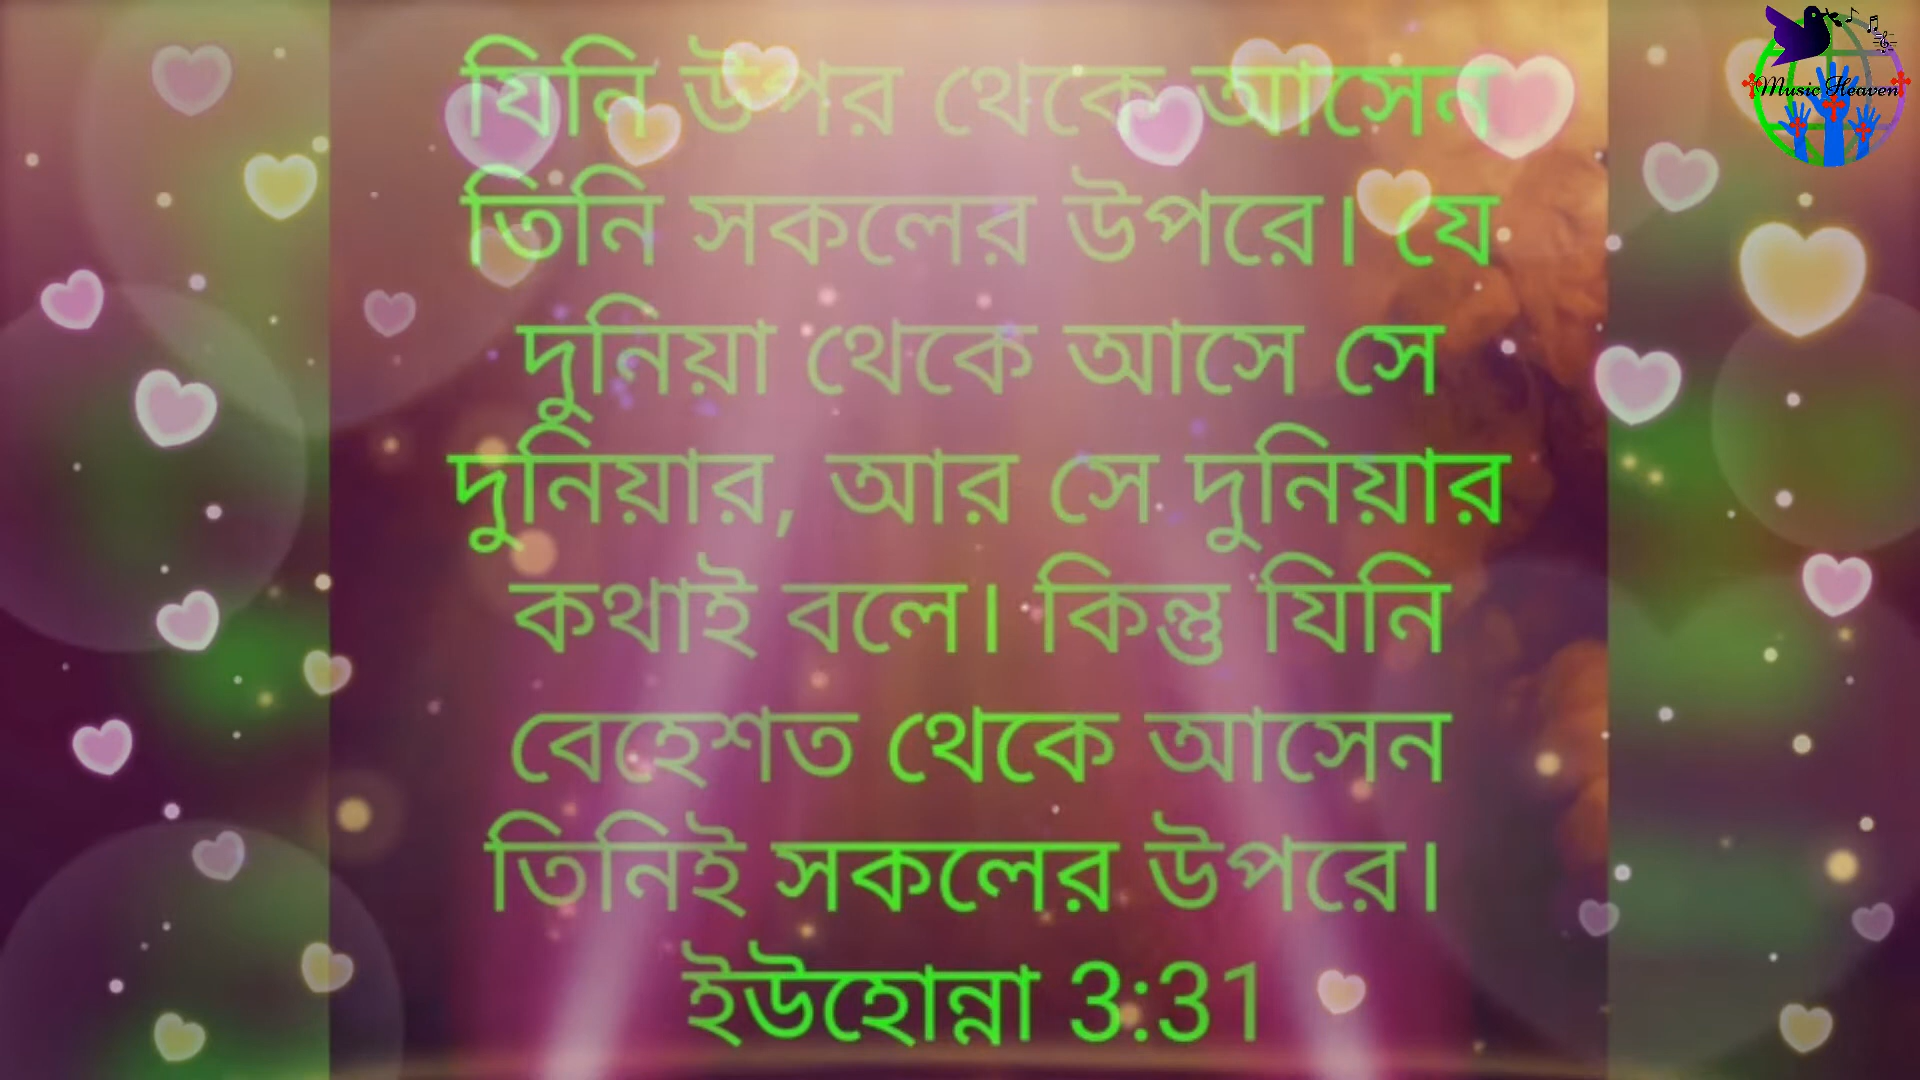 যিনি উপর থেকে আসেন
তিনি সকলের উপরে। যে
দুনিয়া থেকে আসে সে
দুনিয়ার, আর সে দুনিয়ার
কথাই বলে। কিন্তু যিনি
বেহেশত থেকে আসেন
তিনিই সকলের উপরে।
ইউহোন্না 3:31
Music Heaven